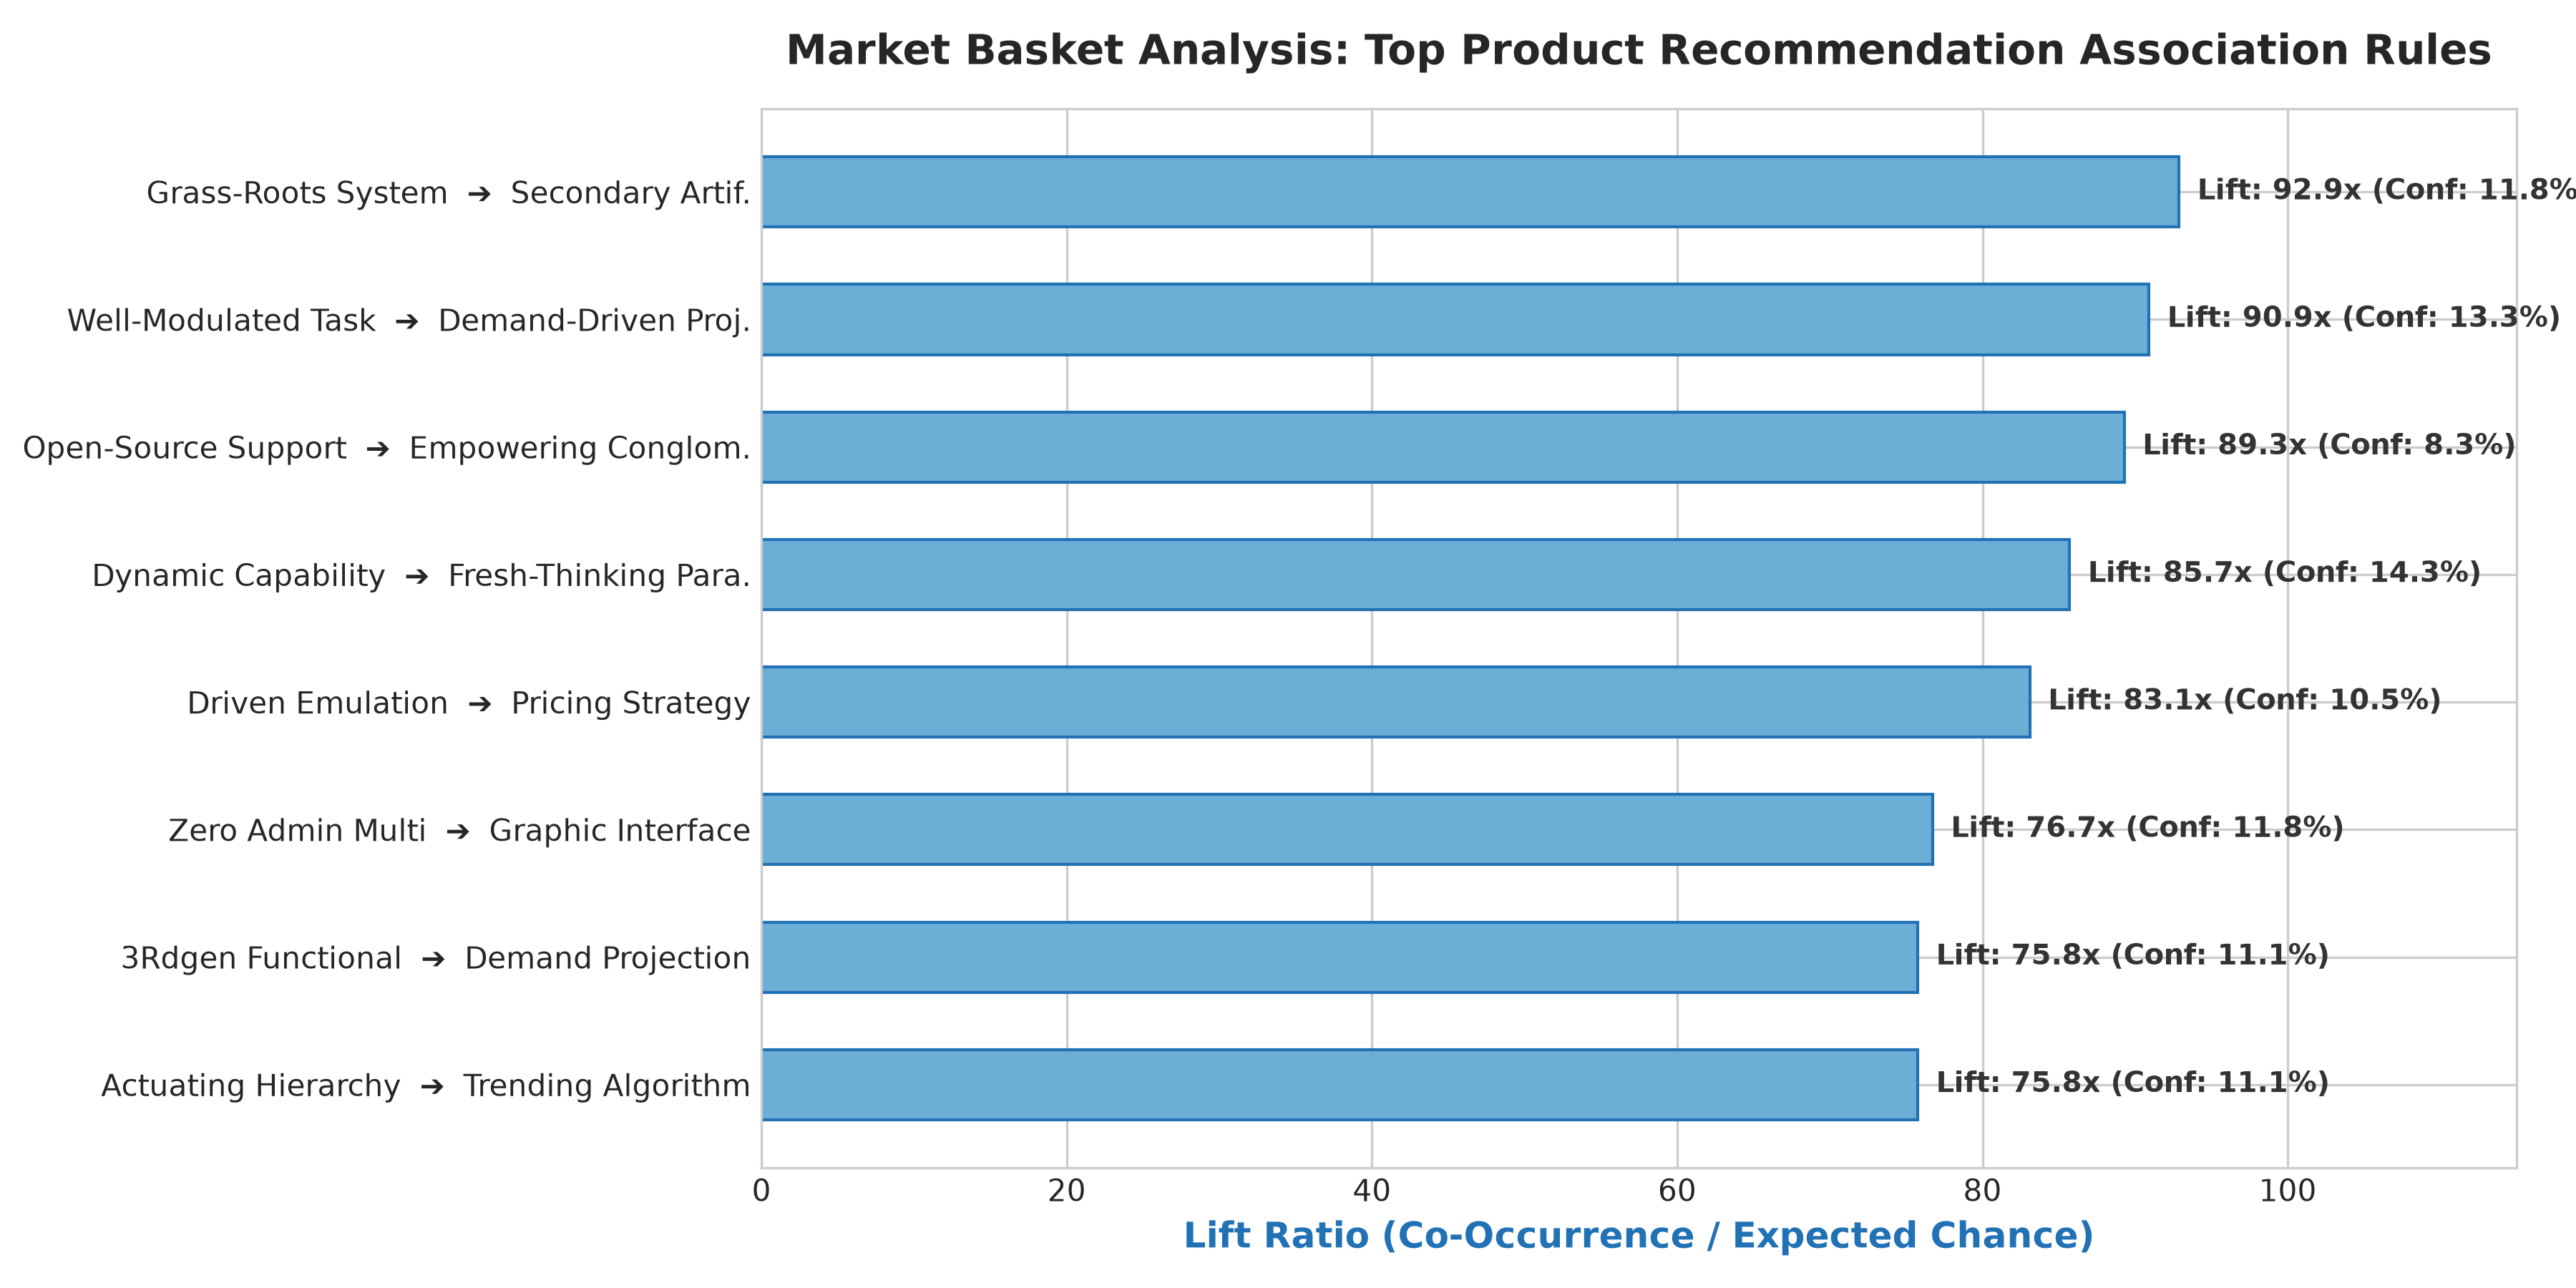 Market Basket Analysis: Top Product Recommendation Association Rules
Grass-Roots System ➔ Secondary Artif. Lift: 92.9x (Conf: 11.8%
Well-Modulated Task ➔ Demand-Driven Proj. Lift: 90.9x (Conf: 13.3%)
Open-Source Support ➔ Empowering Conglom. Lift: 89.3x (Conf: 8.3%)
Dynamic Capability ➔ Fresh-Thinking Para. Lift: 85.7x (Conf: 14.3%)
Driven Emulation ➔ Pricing Strategy Lift: 83.1x (Conf: 10.5%)
Zero Admin Multi ➔ Graphic Interface Lift: 76.7x (Conf: 11.8%)
3Rdgen Functional ➔ Demand Projection Lift: 75.8x (Conf: 11.1%)
Actuating Hierarchy ➔ Trending Algorithm Lift: 75.8x (Conf: 11.1%)
0 20 40 60 80 100
Lift Ratio (Co-Occurrence / Expected Chance)